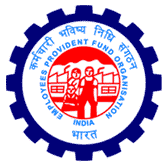 कर्मचारी भविष्य निधि संगठन
EMPLOYEES PROVIDENT FUND ORGANISATION
INDIA
भारत